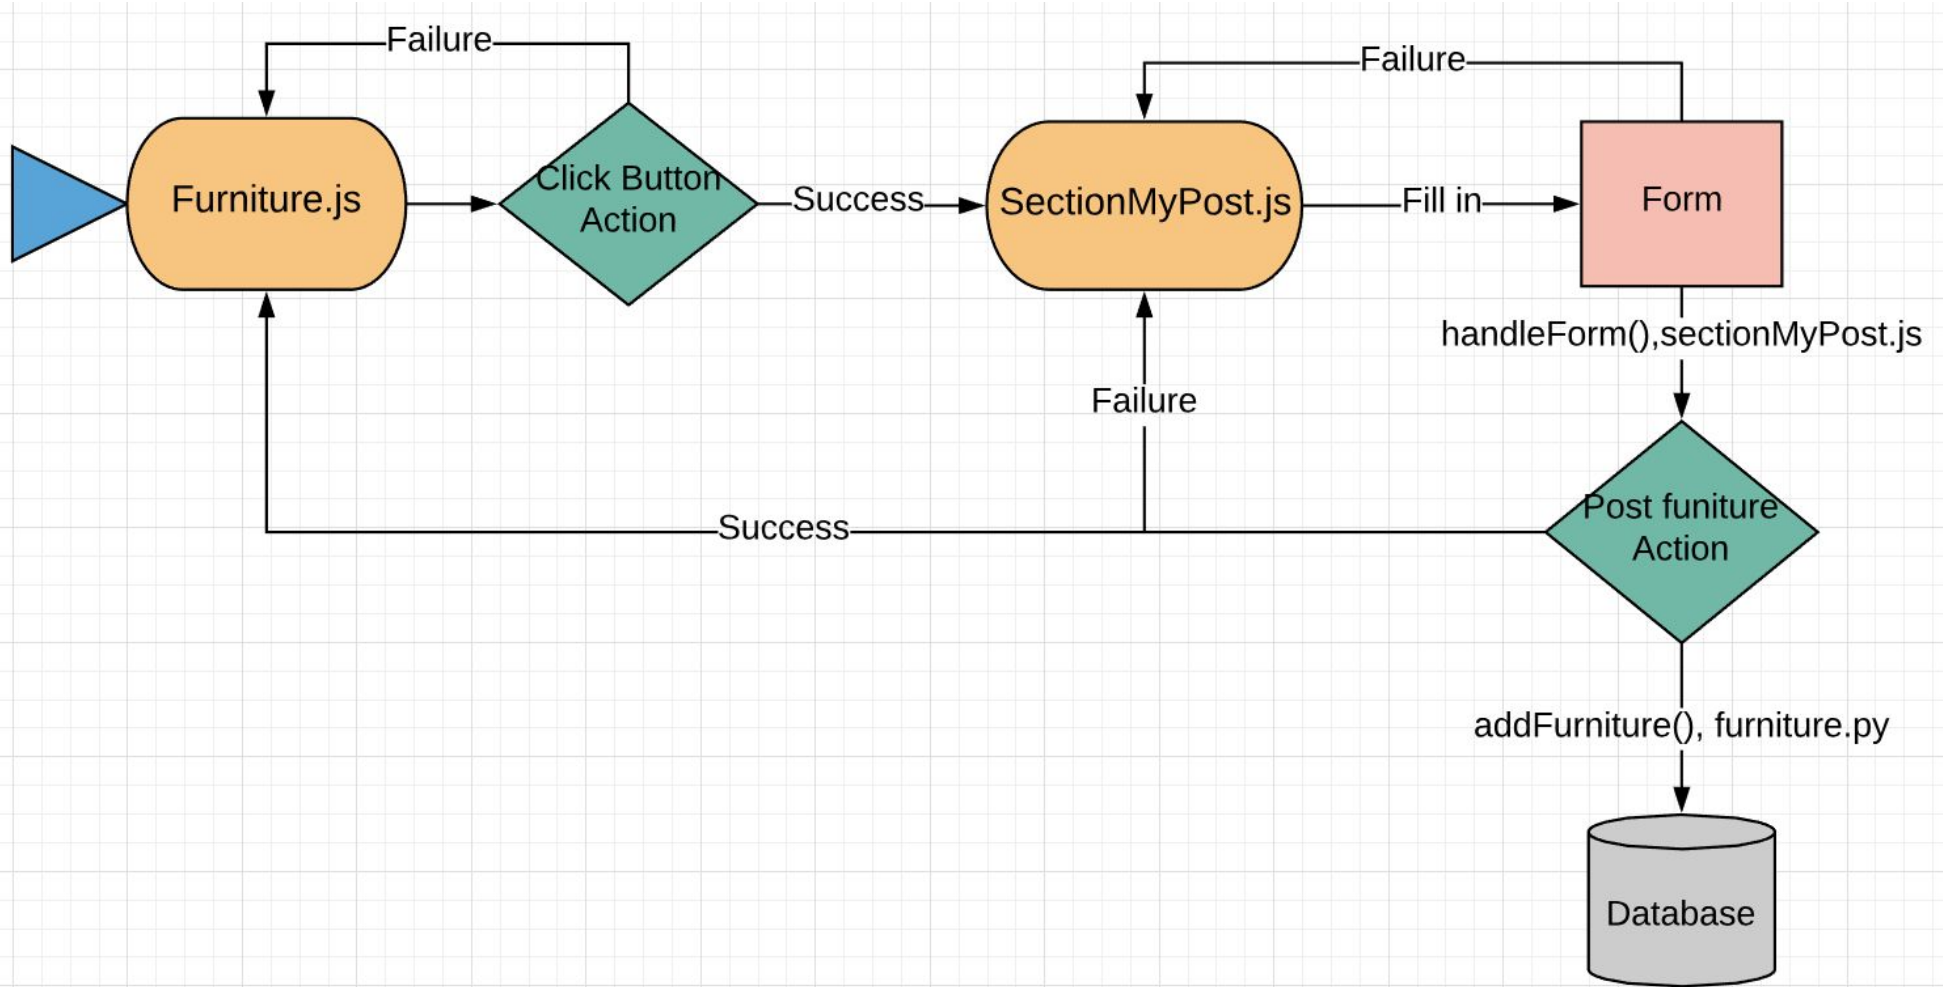 Failure
Failure
Furniture.js
Click Button
Action
Success
SectionMyPost.js
Fill in
Form
handleForm(),sectionMyPost.js
Failure
Success
Post funiture
Action
addFurniture(), furniture.py
Database